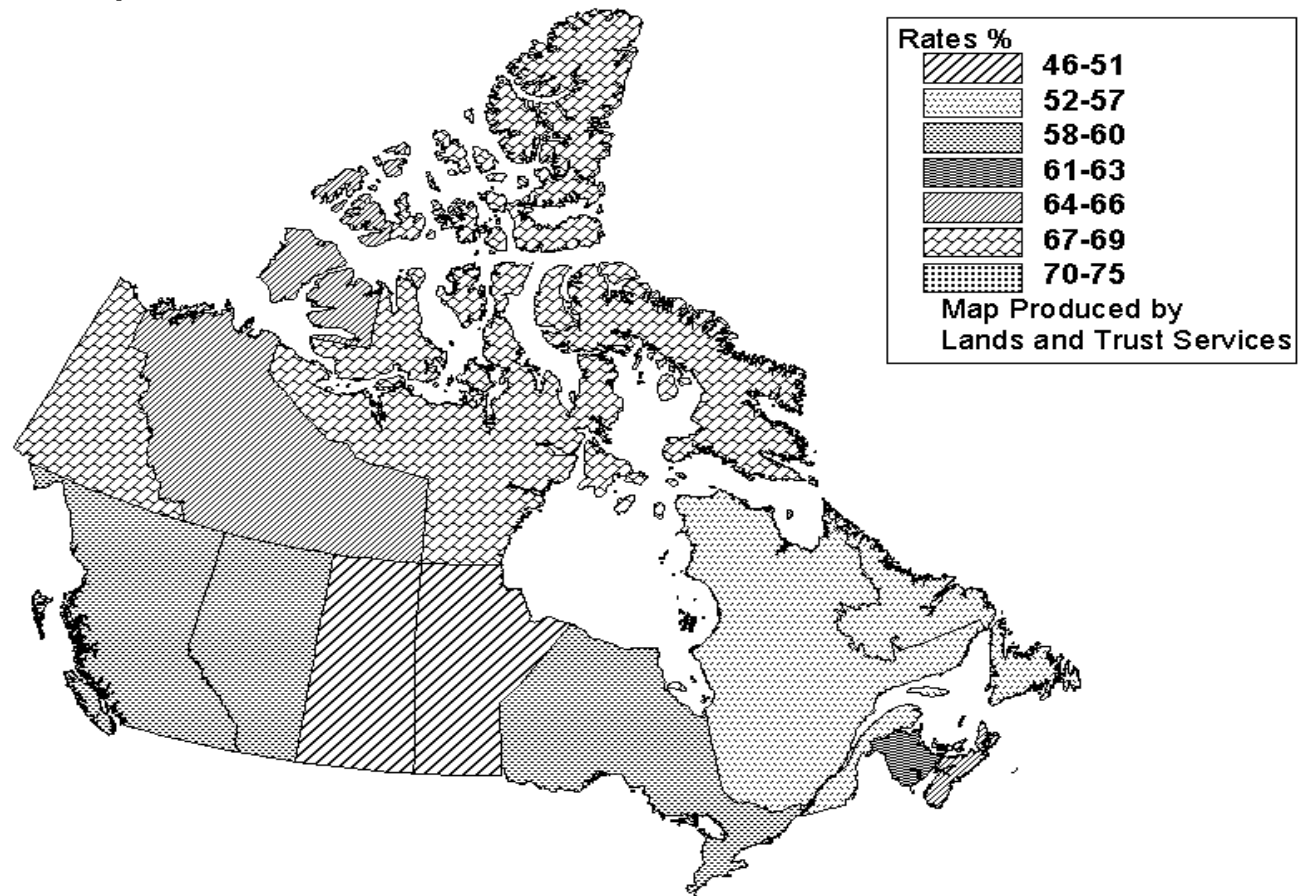 Rates %
46-51
52-57
58-60
61-63
64-66
67-69
70-75
Map Produced by
Lands and Trust Services